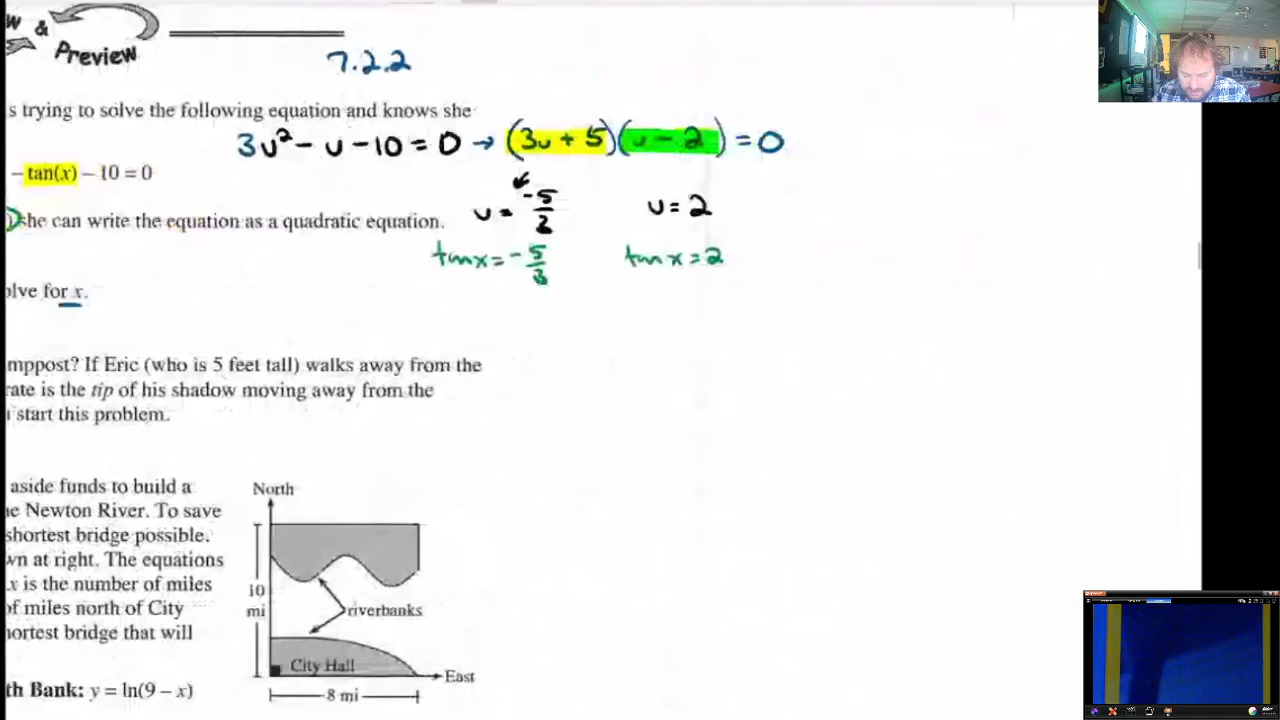 &
Preview
7.2.2
s trying to solve the following equation and knows she
3u² − u − 10 = 0 → (3u + 5)(u − 2) = 0
− tan(x) − 10 = 0
u = -5/3 u = 2
she can write the equation as a quadratic equation.
tan x = -5/3 tan x = 2
olve for x.
mppost? If Eric (who is 5 feet tall) walks away from the
rate is the tip of his shadow moving away from the
start this problem.
aside funds to build a
e Newton River. To save
shortest bridge possible.
wn at right. The equations
x is the number of miles
of miles north of City
hortest bridge that will
th Bank: y = ln(9 – x)
North
10
mi
riverbanks
City Hall
East
8 mi